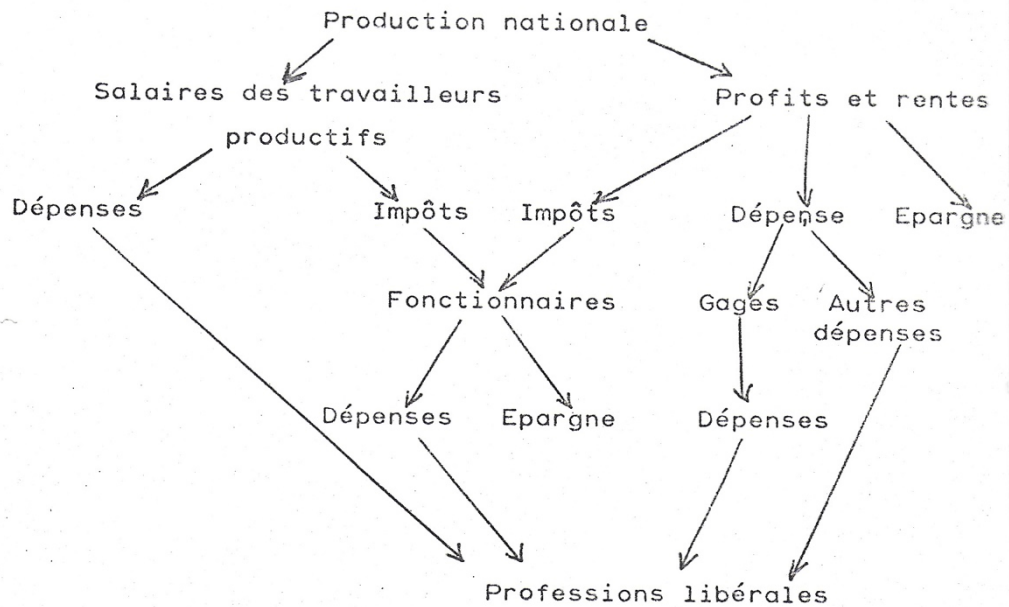 Production nationale
Salaires des travailleurs
productifs
Profits et rentes
Dépenses
Impôts
Impôts
Dépense
Epargne
Fonctionnaires
Gages
Autres
dépenses
Dépenses
Epargne
Dépenses
Professions libérales